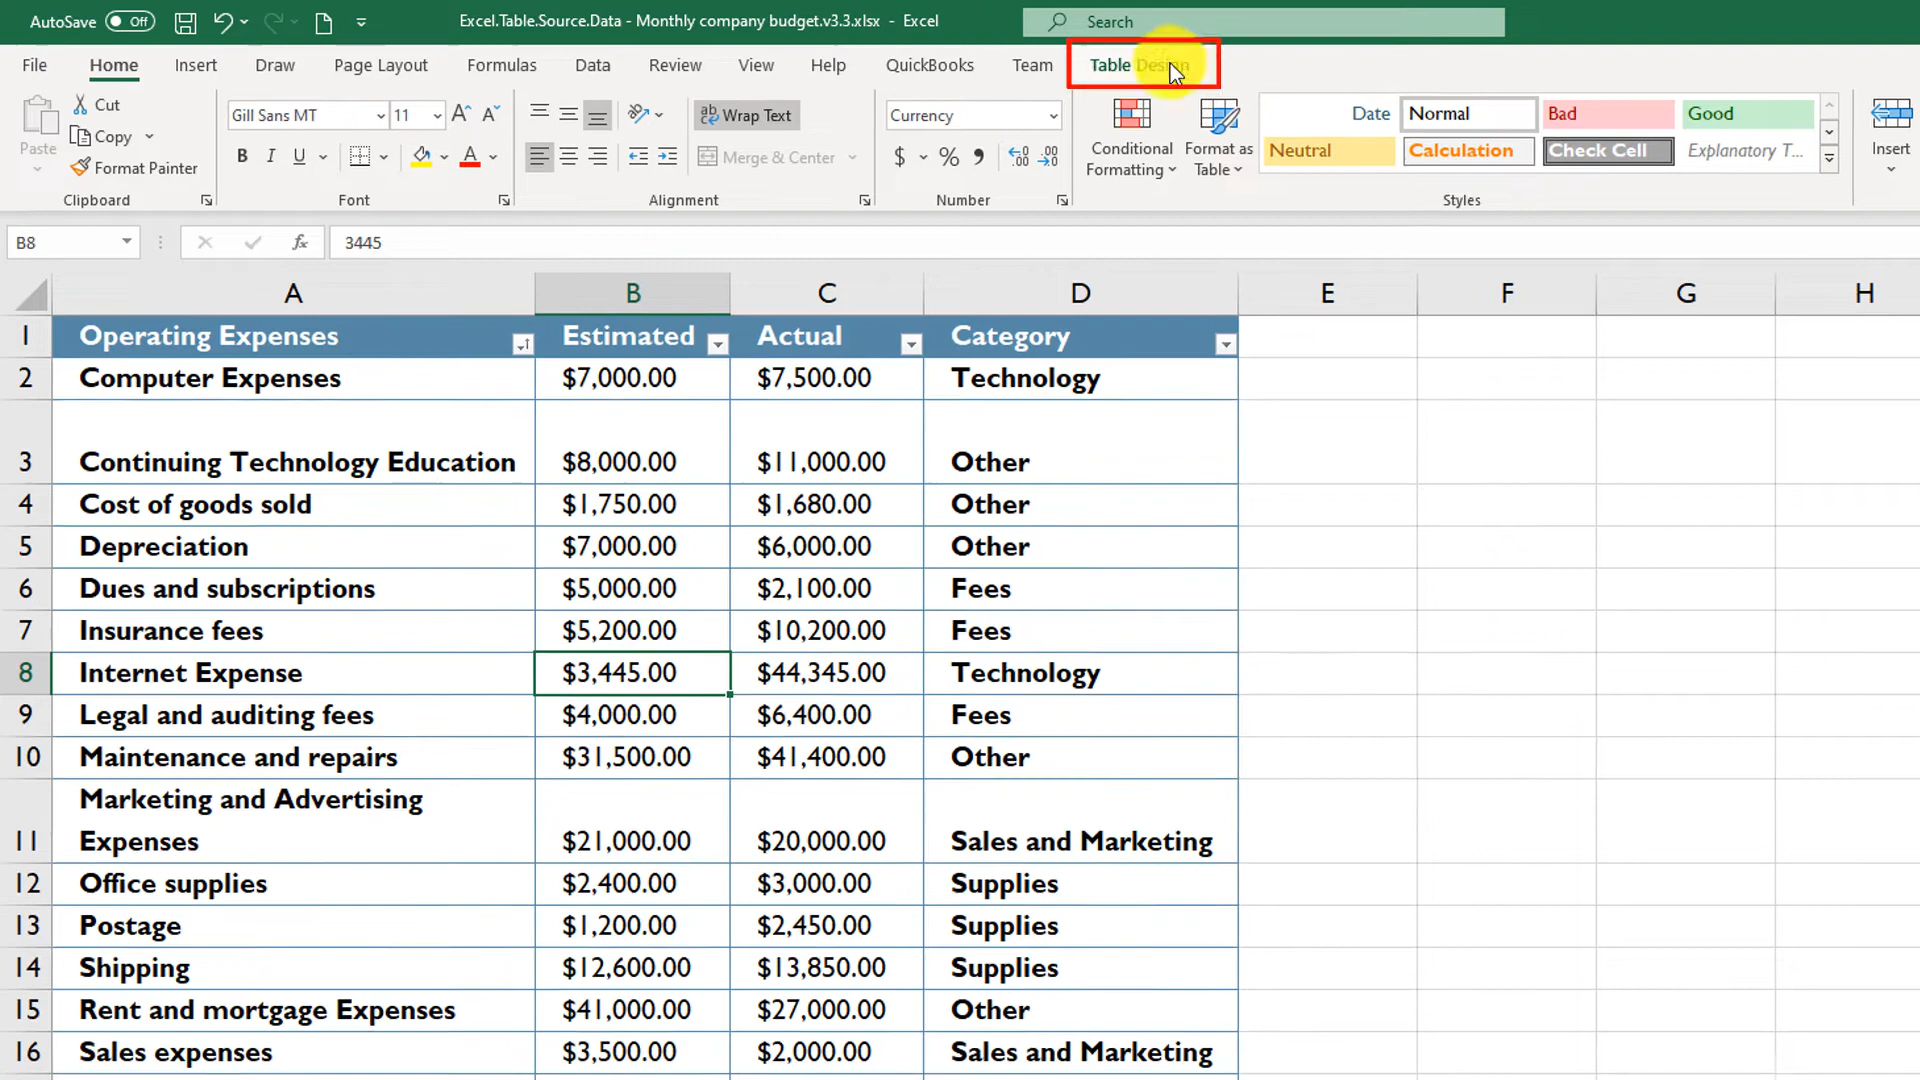 AutoSave Off Excel.Table.Source.Data - Monthly company budget.v3.3.xlsx - Excel Search
File Home Insert Draw Page Layout Formulas Data Review View Help QuickBooks Team Table Design
Paste
Cut
Copy
Format Painter
Clipboard
Gill Sans MT 11 A A
B I U A
Font
ab Wrap Text
Merge & Center
Alignment
Currency
$ % 9 .00 .00
Number
Conditional Formatting
Format as Table
Date Normal Bad Good
Neutral Calculation Check Cell Explanatory T...
Styles
Insert
B8 fx 3445
A B C D E F G H
1 Operating Expenses Estimated Actual Category
2 Computer Expenses $7,000.00 $7,500.00 Technology
3 Continuing Technology Education $8,000.00 $11,000.00 Other
4 Cost of goods sold $1,750.00 $1,680.00 Other
5 Depreciation $7,000.00 $6,000.00 Other
6 Dues and subscriptions $5,000.00 $2,100.00 Fees
7 Insurance fees $5,200.00 $10,200.00 Fees
8 Internet Expense $3,445.00 $44,345.00 Technology
9 Legal and auditing fees $4,000.00 $6,400.00 Fees
10 Maintenance and repairs $31,500.00 $41,400.00 Other
Marketing and Advertising
11 Expenses $21,000.00 $20,000.00 Sales and Marketing
12 Office supplies $2,400.00 $3,000.00 Supplies
13 Postage $1,200.00 $2,450.00 Supplies
14 Shipping $12,600.00 $13,850.00 Supplies
15 Rent and mortgage Expenses $41,000.00 $27,000.00 Other
16 Sales expenses $3,500.00 $2,000.00 Sales and Marketing